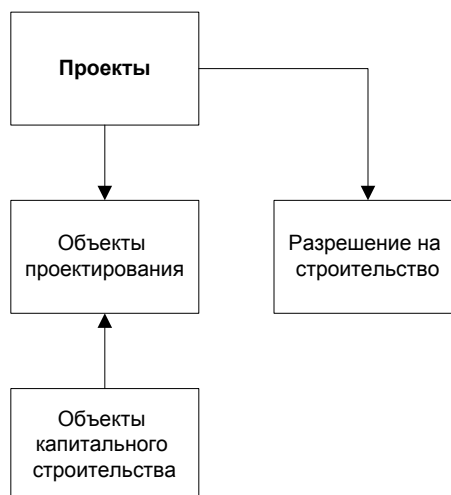 Проекты
Объекты
проектирования
Разрешение на
строительство
Объекты
капитального
строительства